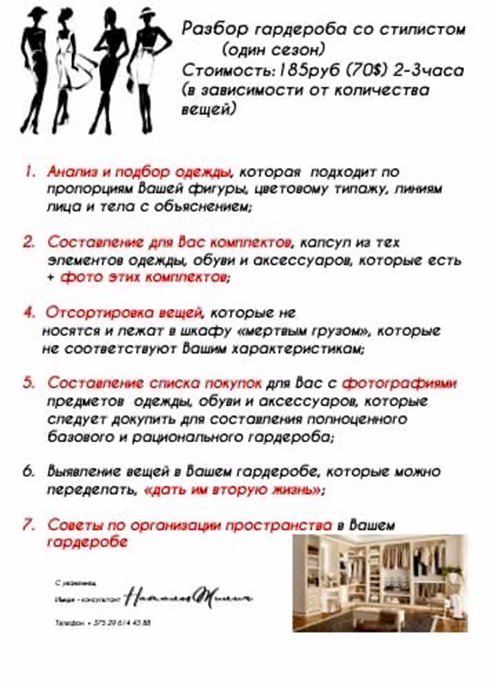 Разбор гардероба со стилистом
(один сезон)
Стоимость: 185руб (70$) 2-3часа
(в зависимости от количества
вещей)
1. Анализ и подбор одежды, которая подходит по
пропорциям Вашей фигуры, цветовому типажу, линиям
лица и тела с объяснением;
2. Составление для Вас комплектов, капсул из тех
элементов одежды, обуви и аксессуаров, которые есть
+ фото этих комплектов;
4. Отсортировка вещей, которые не
носятся и лежат в шкафу «мертвым грузом», которые
не соответствуют Вашим характеристикам;
5. Составление списка покупок для Вас с фотографиями
предметов одежды, обуви и аксессуаров, которые
следует докупить для составления полноценного
базового и рационального гардероба;
6. Выявление вещей в Вашем гардеробе, которые можно
переделать, «дать им вторую жизнь»;
7. Советы по организации пространства в Вашем
гардеробе
С уважением,
Имидж - консультант Наталья
Телефон + 375 29 614 43 88